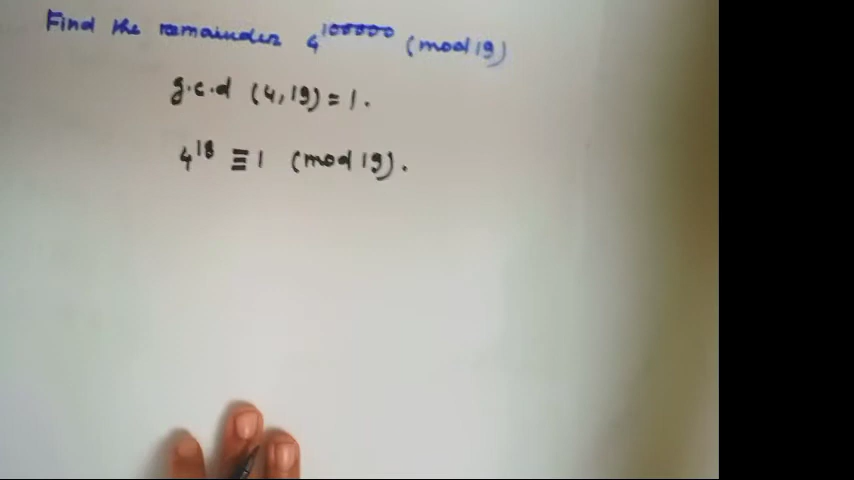 Find the remainder 4^100000 (mod 19)
g.c.d (4, 19) = 1.
4^18 ≡ 1 (mod 19).